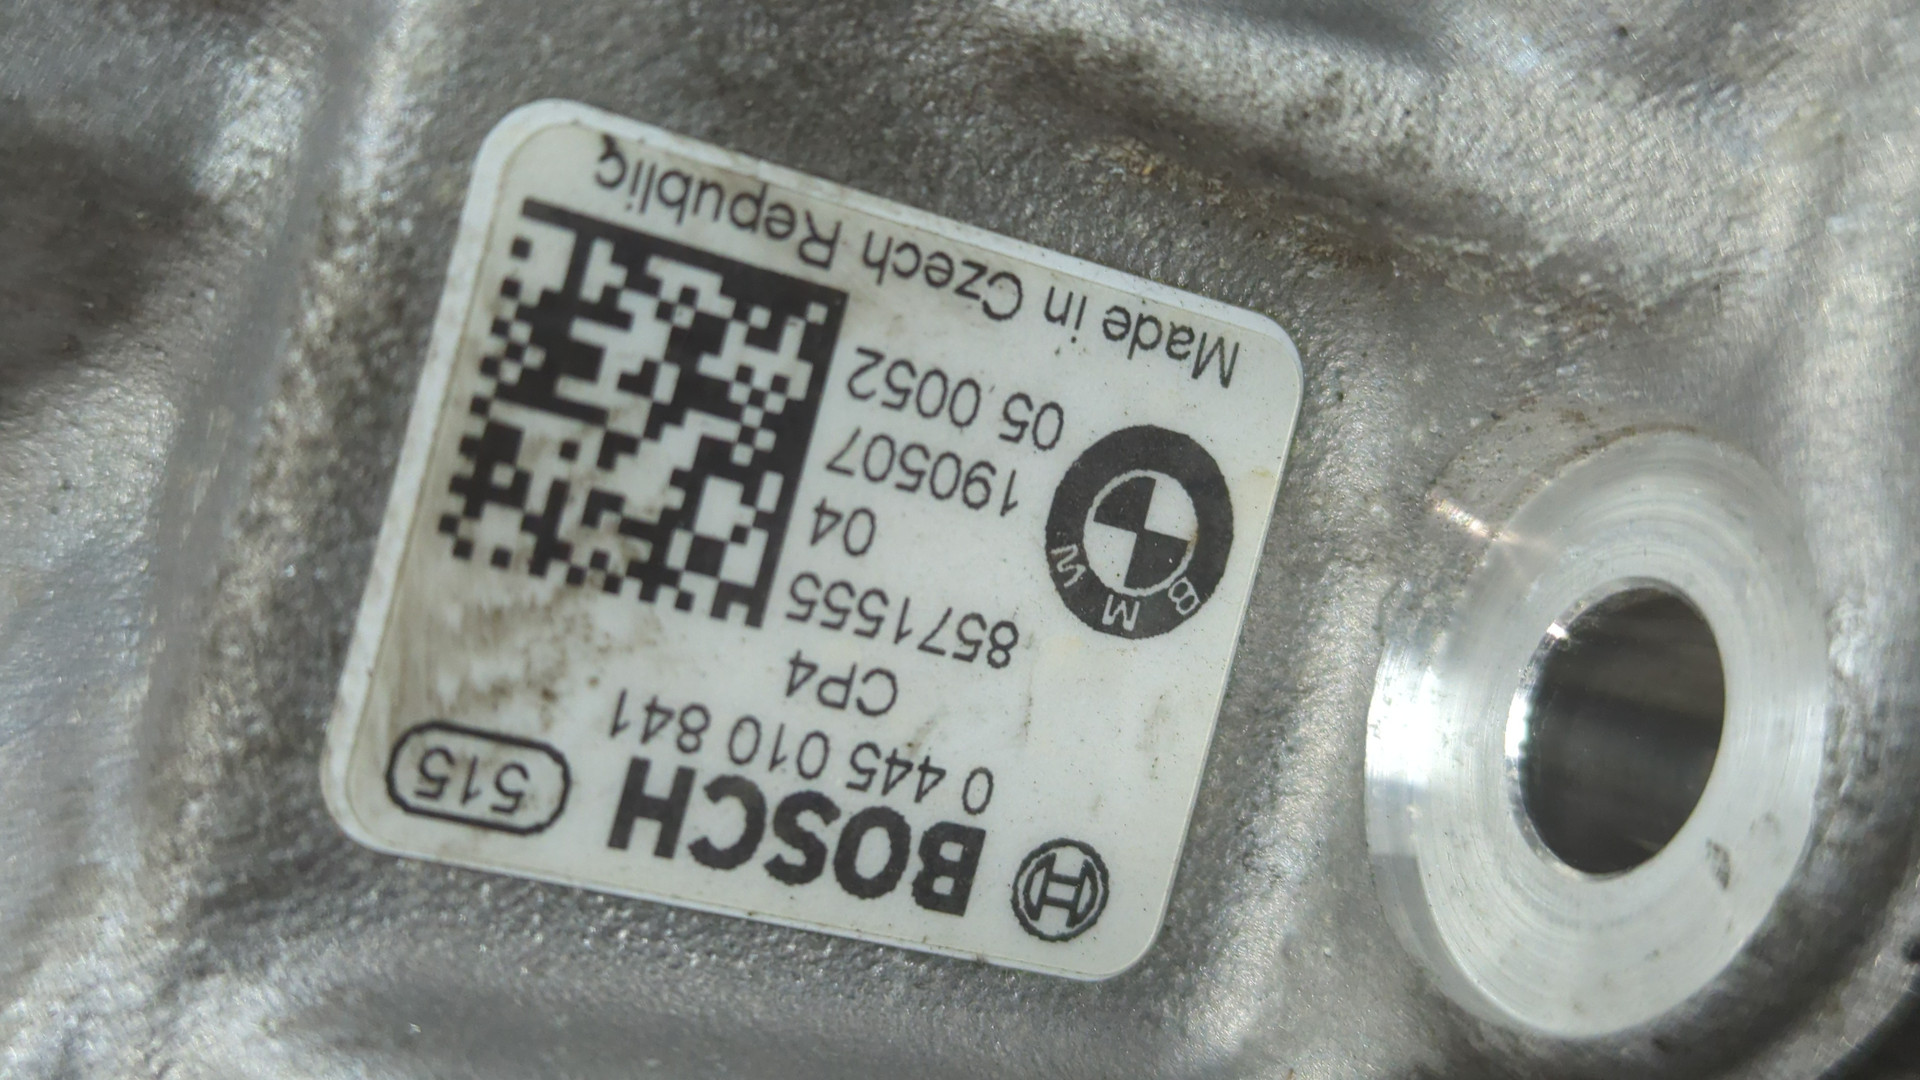 BOSCH 515
0 445 010 841
CP4
8571555
04
BMW
190507
05.0052
Made in Czech Republic